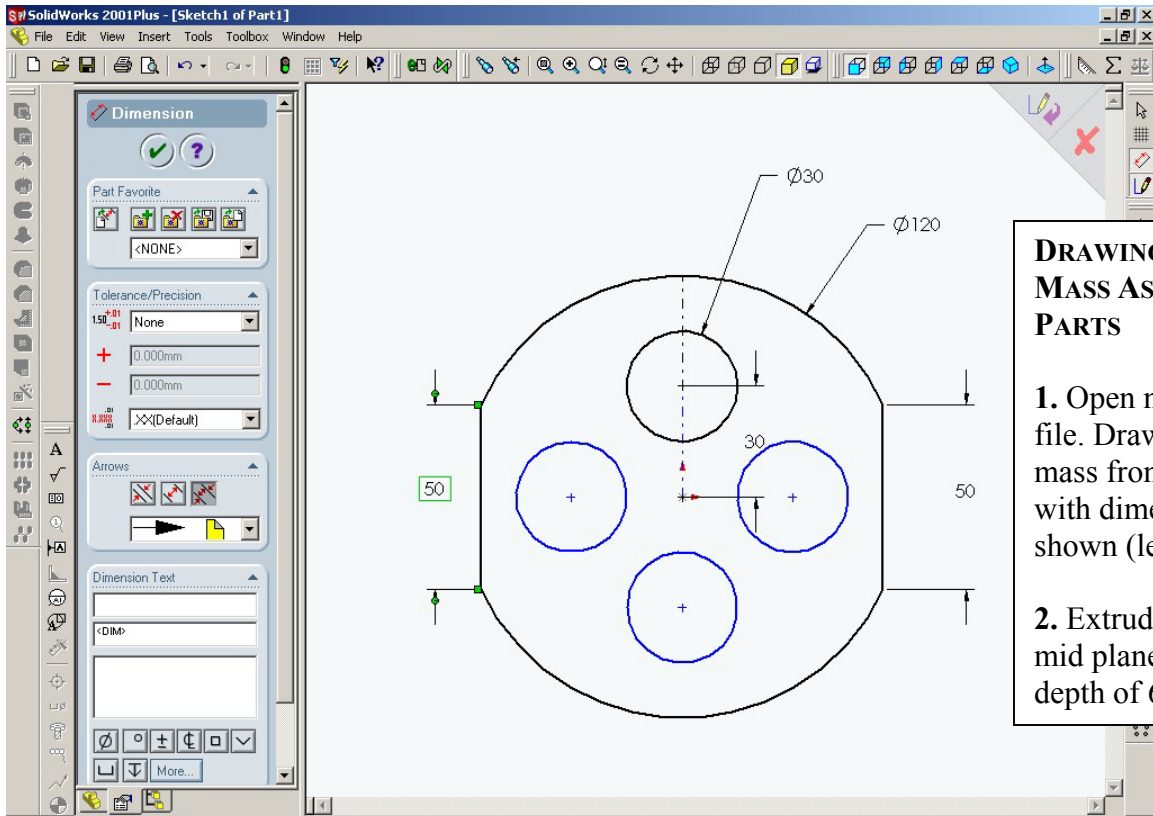 SolidWorks 2001Plus - [Sketch1 of Part1]
File Edit View Insert Tools Toolbox Window Help
Dimension
Part Favorite
<NONE>
Tolerance/Precision
None
0.000mm
0.000mm
.XX(Default)
Arrows
Dimension Text
<DIM>
More...
Ø30
Ø120
30
50
50
DRAWING
MASS AS
PARTS
1. Open n
file. Draw
mass from
with dime
shown (le
2. Extrud
mid plane
depth of 6